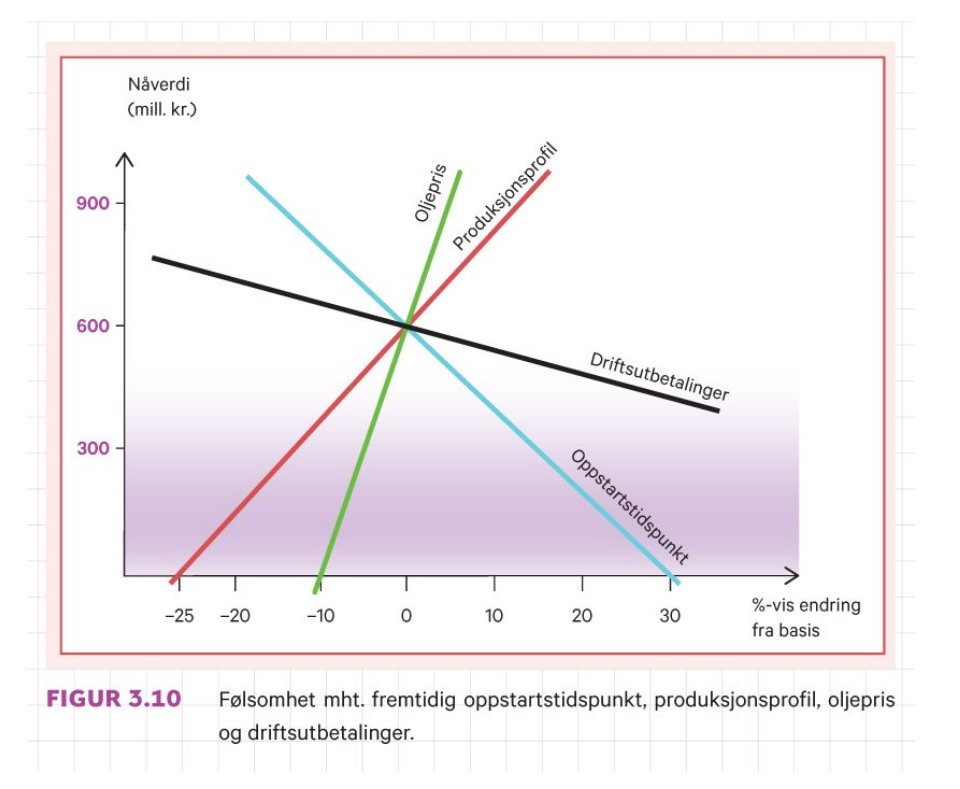 Nåverdi
(mill. kr.)
900
600
300
Oljepris
Produksjonsprofil
Driftsutbetalinger
Oppstartstidspunkt
–25 –20 –10 0 10 20 30
%-vis endring
fra basis
FIGUR 3.10 Følsomhet mht. fremtidig oppstartstidspunkt, produksjonsprofil, oljepris
og driftsutbetalinger.